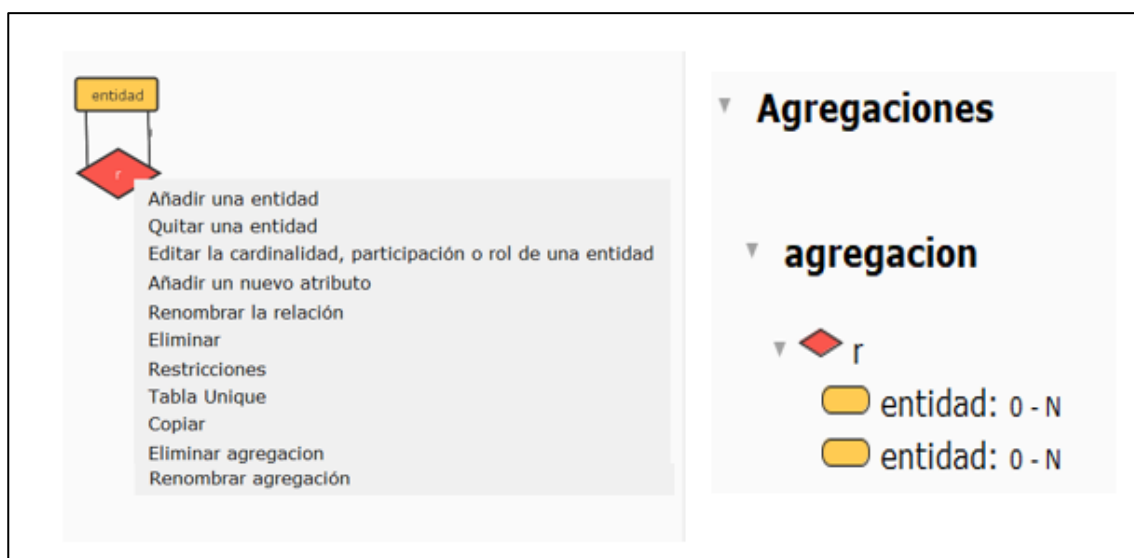 entidad
r
Añadir una entidad
Quitar una entidad
Editar la cardinalidad, participación o rol de una entidad
Añadir un nuevo atributo
Renombrar la relación
Eliminar
Restricciones
Tabla Unique
Copiar
Eliminar agregacion
Renombrar agregación
Agregaciones
agregacion
r
entidad: 0 - N
entidad: 0 - N